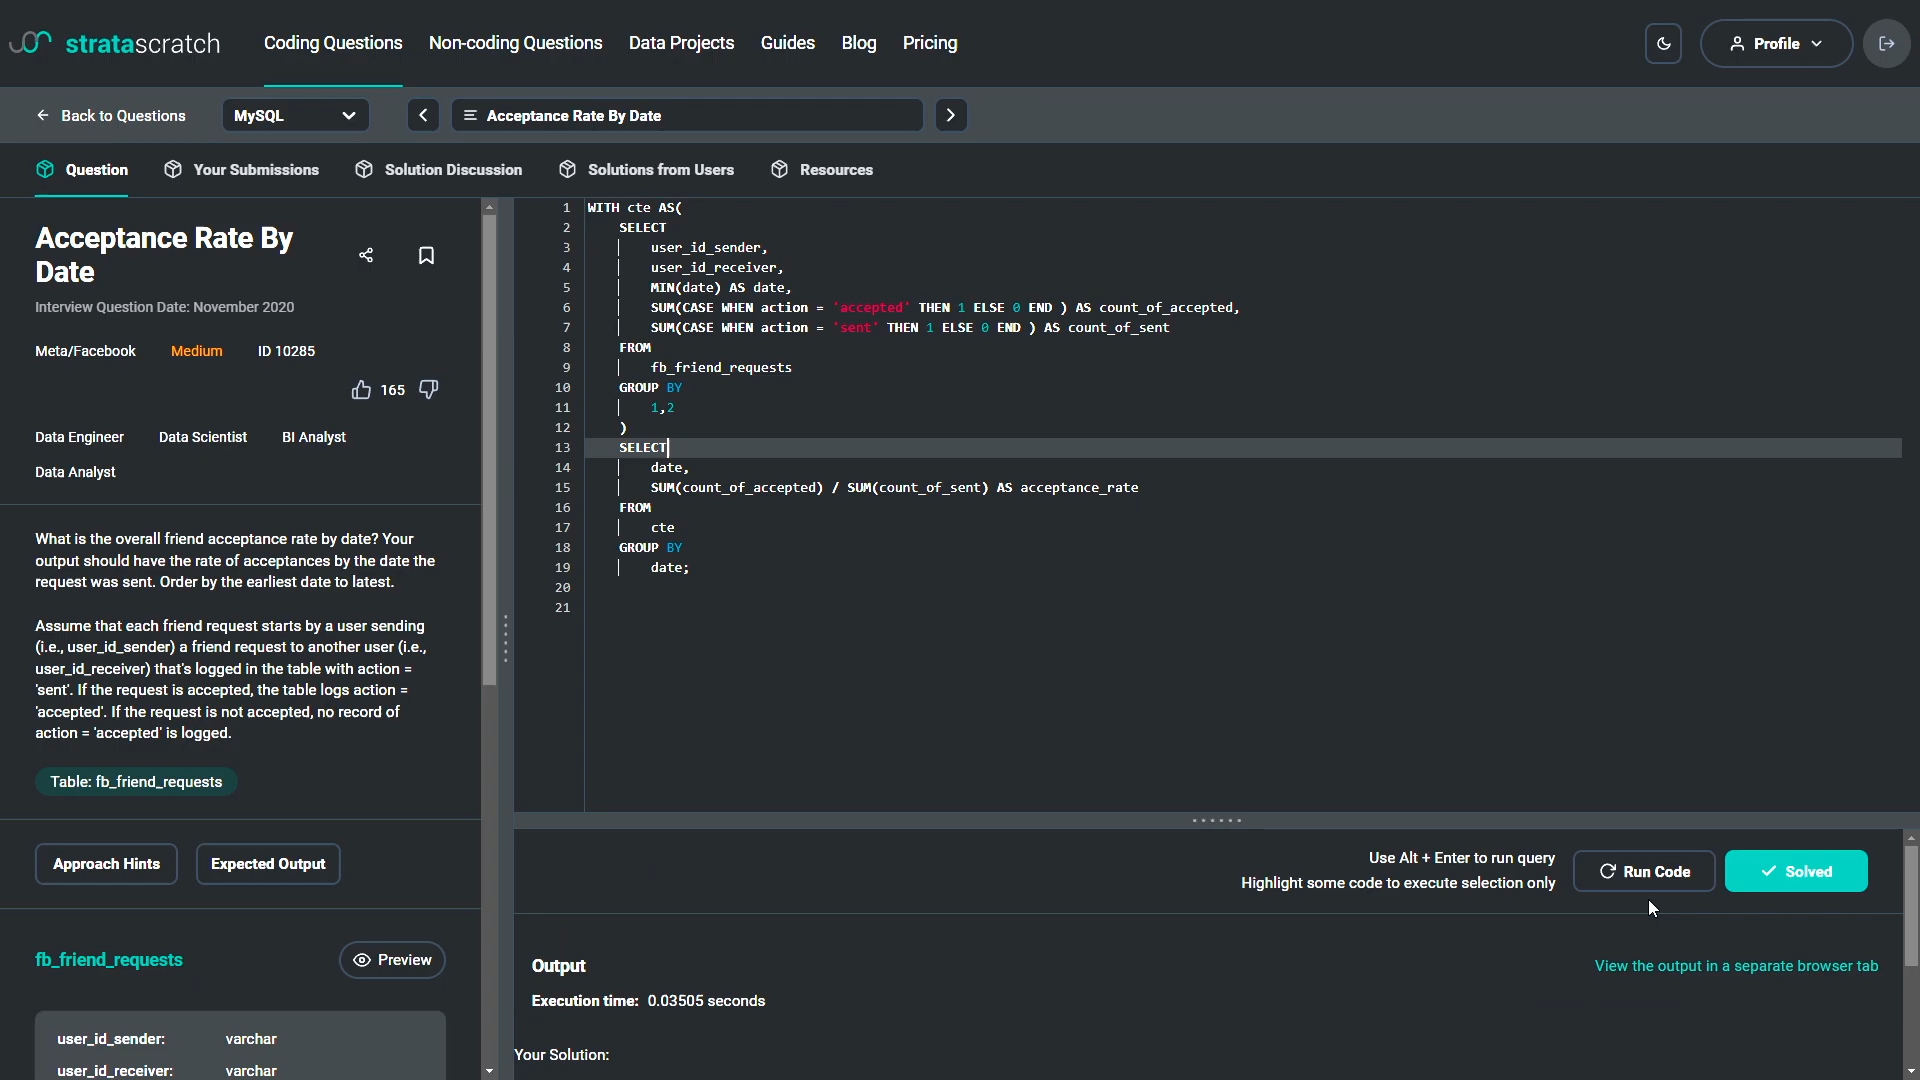 stratascratch
Coding Questions
Non-coding Questions
Data Projects
Guides
Blog
Pricing
Profile
Back to Questions
MySQL
Acceptance Rate By Date
Question
Your Submissions
Solution Discussion
Solutions from Users
Resources
Acceptance Rate By
Date
Interview Question Date: November 2020
Meta/Facebook Medium ID 10285
165
Data Engineer Data Scientist BI Analyst
Data Analyst
What is the overall friend acceptance rate by date? Your
output should have the rate of acceptances by the date the
request was sent. Order by the earliest date to latest.
Assume that each friend request starts by a user sending
(i.e., user_id_sender) a friend request to another user (i.e.,
user_id_receiver) that's logged in the table with action =
'sent'. If the request is accepted, the table logs action =
'accepted'. If the request is not accepted, no record of
action = 'accepted' is logged.
Table: fb_friend_requests
Approach Hints
Expected Output
fb_friend_requests
Preview
user_id_sender: varchar
user_id_receiver: varchar
1 WITH cte AS(
2 SELECT
3 user_id_sender,
4 user_id_receiver,
5 MIN(date) AS date,
6 SUM(CASE WHEN action = 'accepted' THEN 1 ELSE 0 END ) AS count_of_accepted,
7 SUM(CASE WHEN action = 'sent' THEN 1 ELSE 0 END ) AS count_of_sent
8 FROM
9 fb_friend_requests
10 GROUP BY
11 1,2
12 )
13 SELECT
14 date,
15 SUM(count_of_accepted) / SUM(count_of_sent) AS acceptance_rate
16 FROM
17 cte
18 GROUP BY
19 date;
20
21
Use Alt + Enter to run query
Highlight some code to execute selection only
Run Code
Solved
Output
View the output in a separate browser tab
Execution time: 0.03505 seconds
Your Solution: